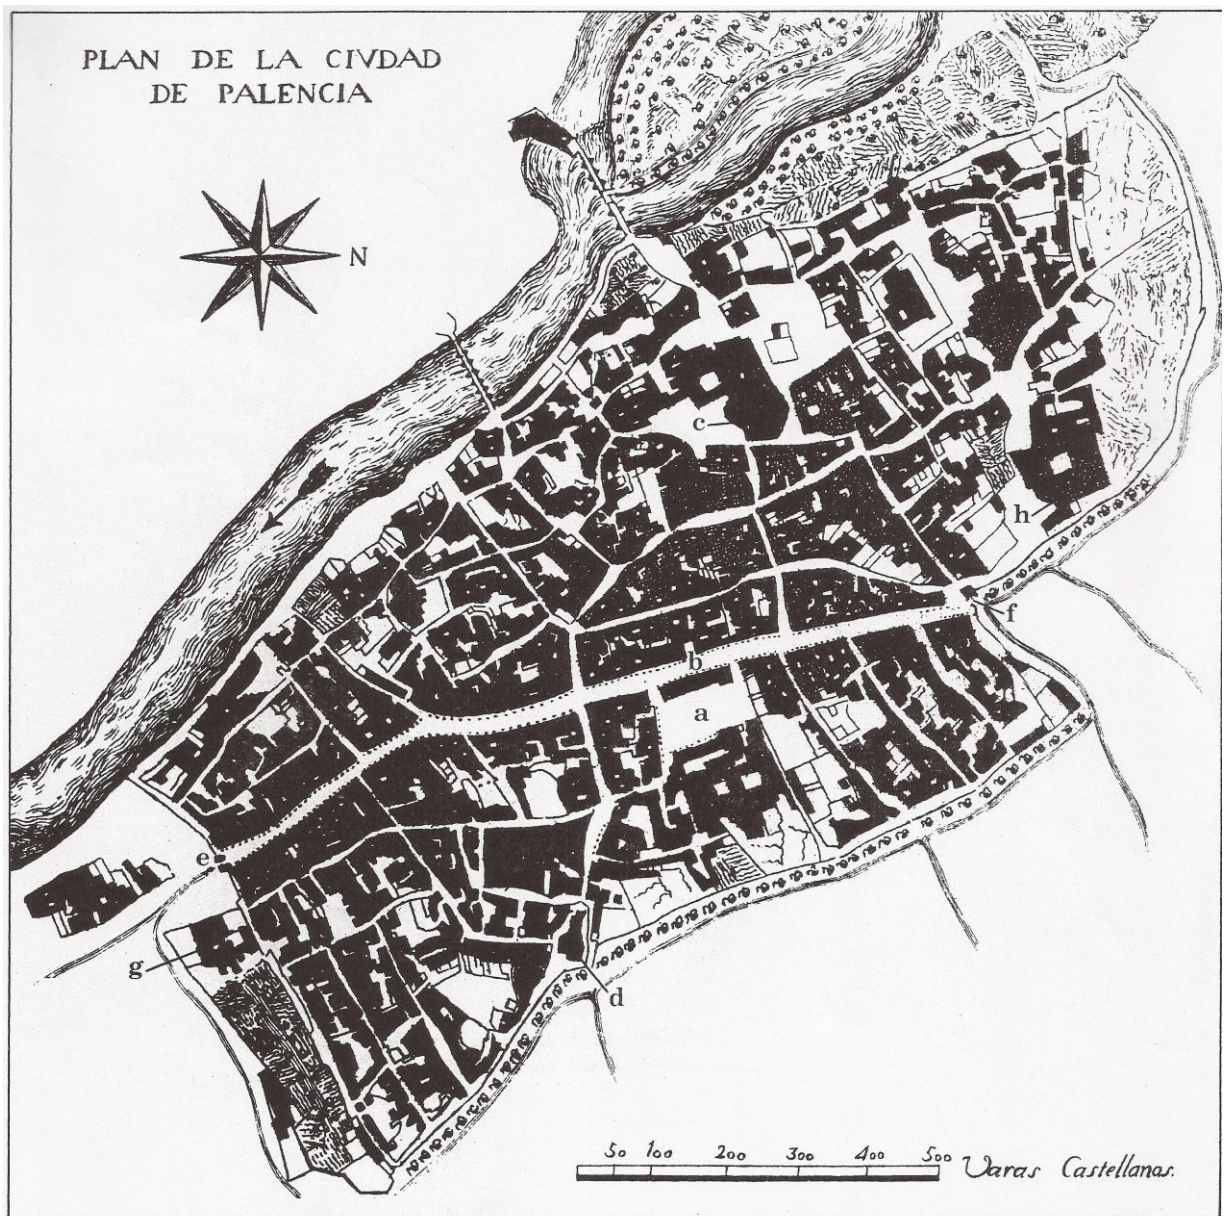 PLAN DE LA CIVDAD
DE PALENCIA
N
c
h
f
b
a
e
g
d
50 100 200 300 400 500
Varas Castellanas.